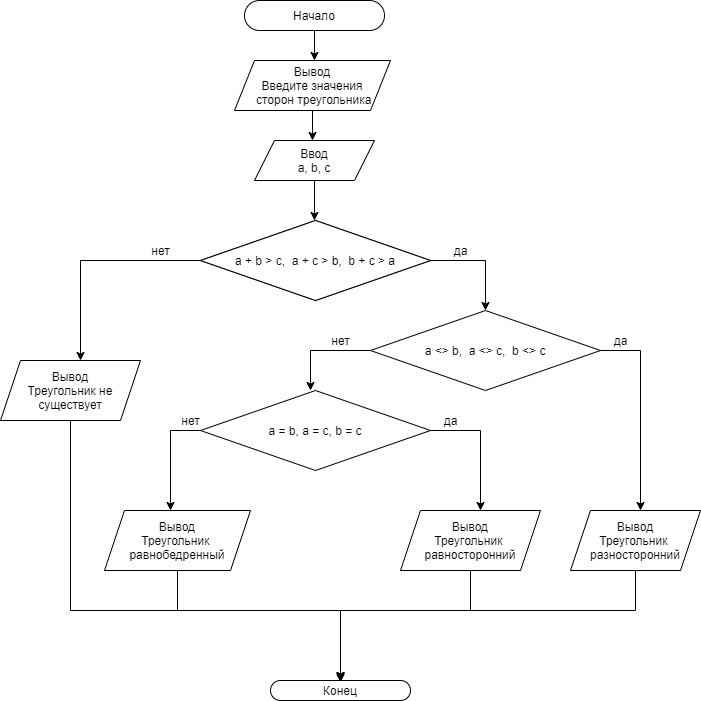 Начало
Вывод
Введите значения
сторон треугольника
Ввод
a, b, c
нет
a + b > c,  a + c > b,  b + c > a
да
нет
a <> b,  a <> c,  b <> c
да
Вывод
Треугольник не
существует
нет
a = b, a = c, b = c
да
Вывод
Треугольник
равнобедренный
Вывод
Треугольник
равносторонний
Вывод
Треугольник
разносторонний
Конец